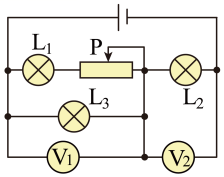 L₁ P L₂
L₃
V₁ V₂